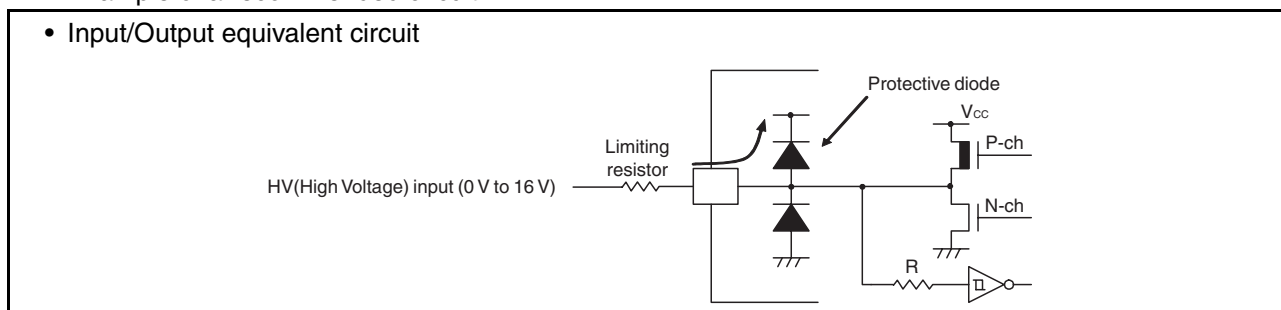 • Input/Output equivalent circuit
Protective diode
Vcc
P-ch
Limiting
resistor
HV(High Voltage) input (0 V to 16 V)
N-ch
R